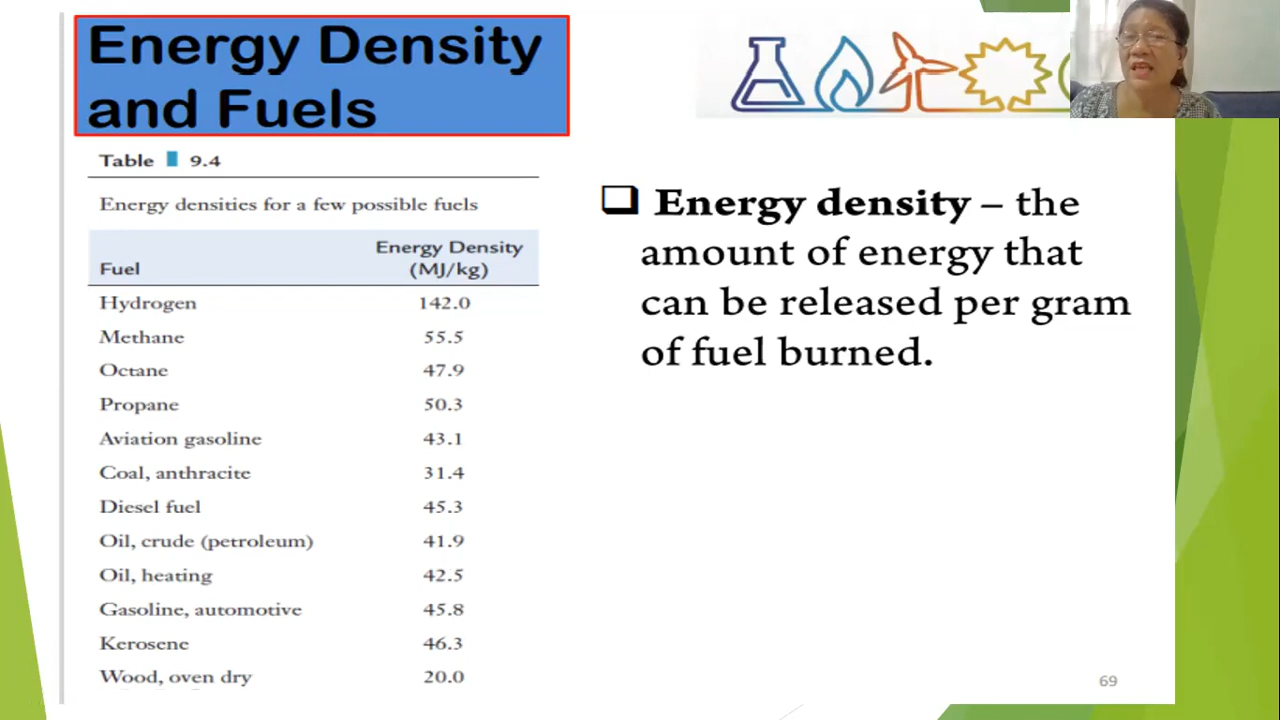 Energy Density
and Fuels
Table 9.4
Energy densities for a few possible fuels
Fuel Energy Density (MJ/kg)
Hydrogen 142.0
Methane 55.5
Octane 47.9
Propane 50.3
Aviation gasoline 43.1
Coal, anthracite 31.4
Diesel fuel 45.3
Oil, crude (petroleum) 41.9
Oil, heating 42.5
Gasoline, automotive 45.8
Kerosene 46.3
Wood, oven dry 20.0
Energy density – the
amount of energy that
can be released per gram
of fuel burned.
69